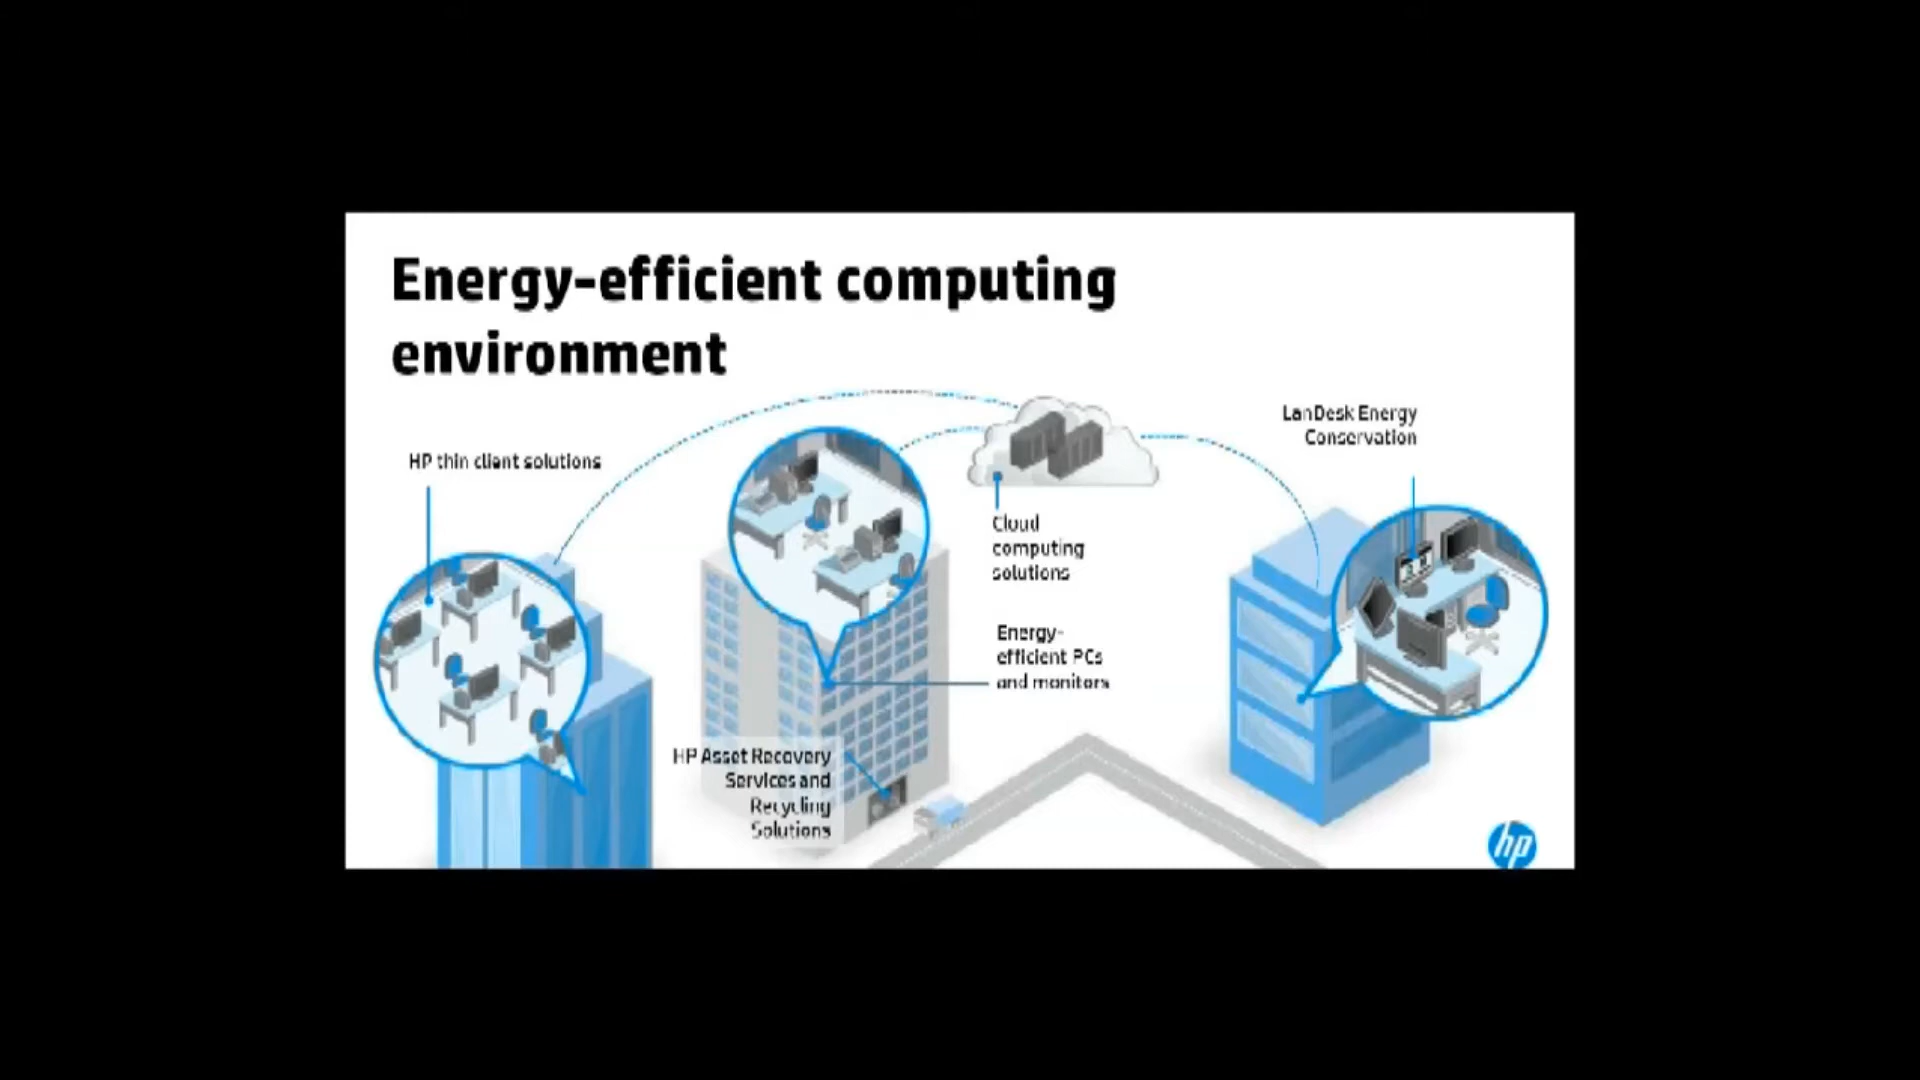 Energy-efficient computing
environment
HP thin client solutions
LanDesk Energy
Conservation
Cloud
computing
solutions
Energy-
efficient PCs
and monitors
HP Asset Recovery
Services and
Recycling
Solutions
hp